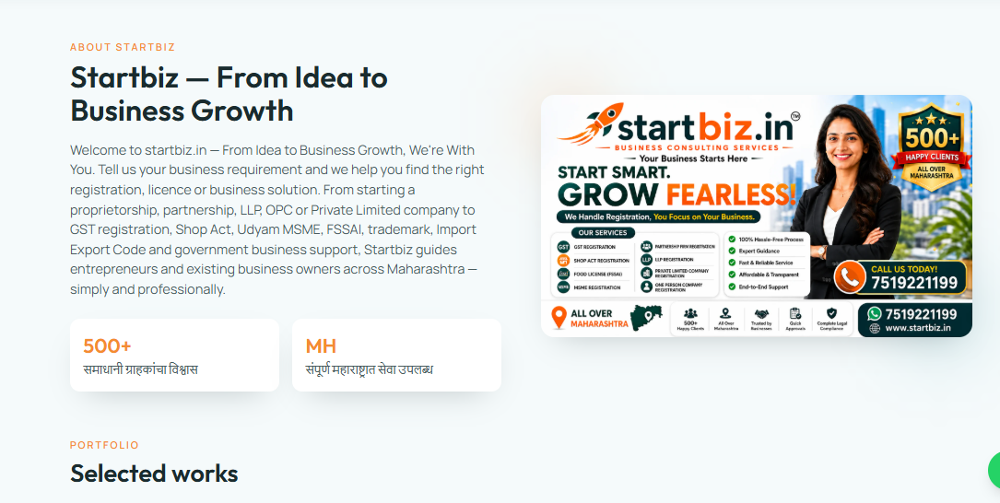 ABOUT STARTBIZ
Startbiz — From Idea to
Business Growth
Welcome to startbiz.in — From Idea to Business Growth, We're With
You. Tell us your business requirement and we help you find the right
registration, licence or business solution. From starting a
proprietorship, partnership, LLP, OPC or Private Limited company to
GST registration, Shop Act, Udyam MSME, FSSAI, trademark, Import
Export Code and government business support, Startbiz guides
entrepreneurs and existing business owners across Maharashtra —
simply and professionally.
500+
समाधानी ग्राहकांचा विश्वास
MH
संपूर्ण महाराष्ट्रात सेवा उपलब्ध
startbiz.in TM
BUSINESS CONSULTING SERVICES
Your Business Starts Here
START SMART.
GROW FEARLESS!
We Handle Registration, You Focus on Your Business.
500+
HAPPY CLIENTS
ALL OVER
MAHARASHTRA
OUR SERVICES
GST GST REGISTRATION
SHOP ACT REGISTRATION
FOOD LICENSE (FSSAI)
MSME MSME REGISTRATION
PARTNERSHIP FIRM REGISTRATION
LLP REGISTRATION
PRIVATE LIMITED COMPANY
REGISTRATION
ONE PERSON COMPANY
REGISTRATION
100% Hassle-Free Process
Expert Guidance
Fast & Reliable Service
Affordable & Transparent
End-to-End Support
CALL US TODAY!
7519221199
ALL OVER
MAHARASHTRA
500+
Happy Clients
All Over
Maharashtra
Trusted by
Businesses
Quick
Approvals
Complete Legal
Compliance
7519221199
www.startbiz.in
PORTFOLIO
Selected works